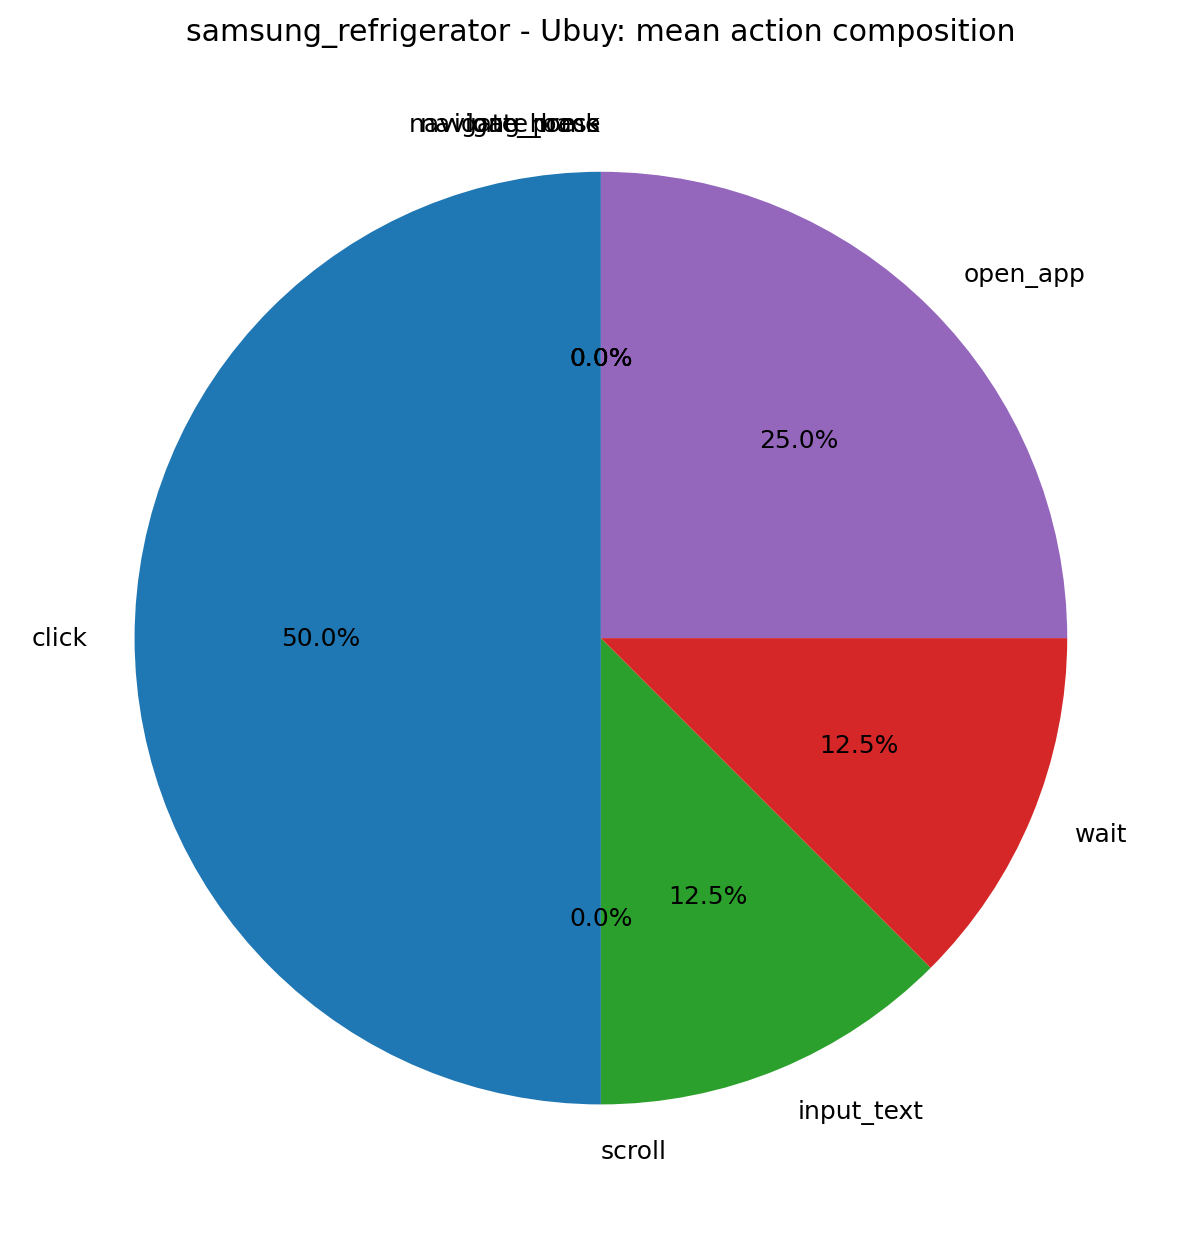 samsung_refrigerator - Ubuy: mean action composition
open_app
0.0%
25.0%
click
50.0%
12.5%
wait
12.5%
0.0%
input_text
scroll